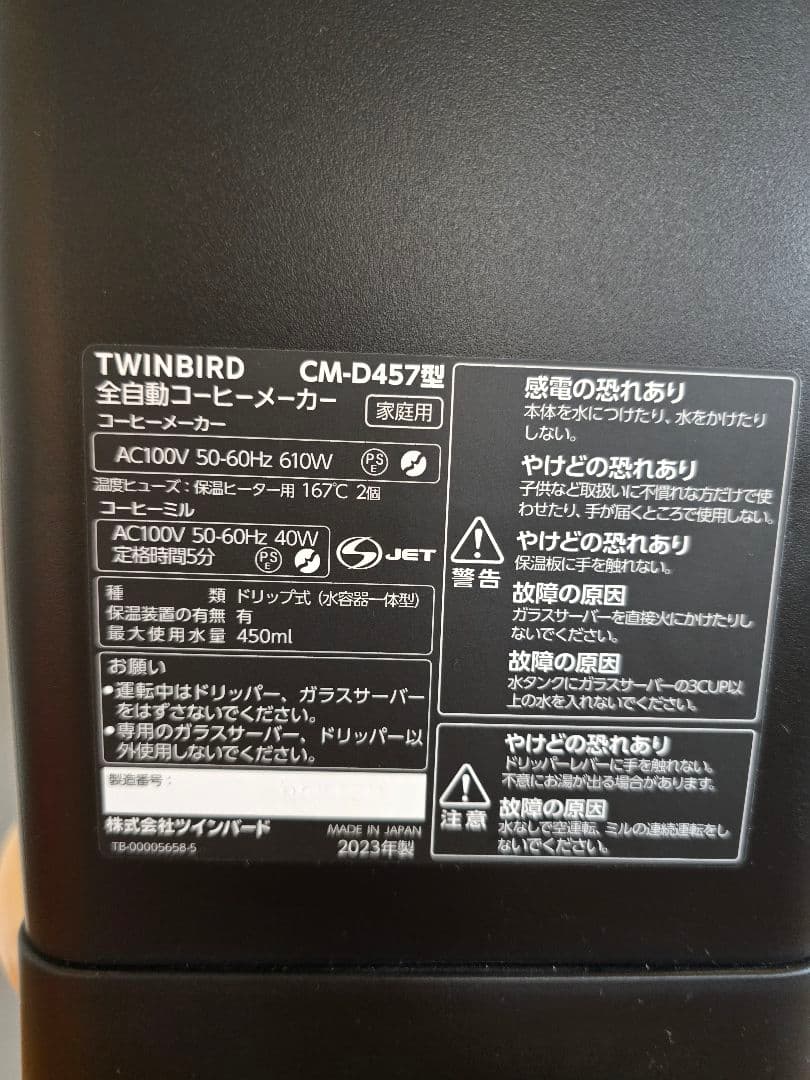 TWINBIRD CM-D457型
全自動コーヒーメーカー 家庭用
コーヒーメーカー
AC100V 50-60Hz 610W PSE
温度ヒューズ：保温ヒーター用 167℃ 2個
コーヒーミル
AC100V 50-60Hz 40W
定格時間5分 PSE
JET
種類 ドリップ式（水容器一体型）
保温装置の有無 有
最大使用水量 450ml
お願い
●運転中はドリッパー、ガラスサーバー
をはずさないでください。
●専用のガラスサーバー、ドリッパー以
外使用しないでください。
製造番号：
株式会社ツインバード MADE IN JAPAN
TB-00005658-5 2023年製
警告
感電の恐れあり
本体を水につけたり、水をかけたり
しない。
やけどの恐れあり
子供など取扱いに不慣れな方だけで使
わせたり、手が届くところで使用しない。
やけどの恐れあり
保温板に手を触れない。
故障の原因
ガラスサーバーを直接火にかけたりし
ないでください。
故障の原因
水タンクにガラスサーバーの3CUP以
上の水を入れないでください。
注意
やけどの恐れあり
ドリッパーレバーに手を触れない。
不意にお湯が出る場合があります。
故障の原因
水なしで空運転、ミルの連続運転をし
ないでください。